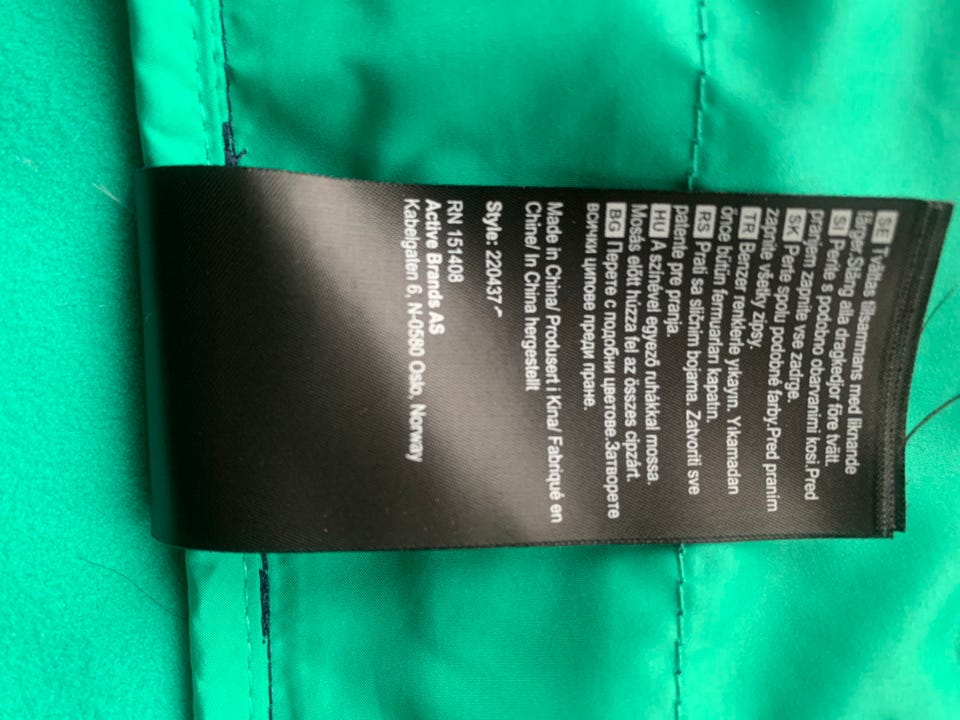 SE Tvättas tillsammans med liknande
färger. Stäng alla dragkedjor före tvätt.
SI Perite s podobno obarvanimi kosi.Pred
pranjem zapnite vse zadrge.
SK Perte spolu podobné farby.Pred praním
zapnite všetky zipsy.
TR Benzer renklerle yıkayın. Yıkamadan
önce bütün fermuarları kapatın.
RS Prati sa sličnim bojama. Zatvoriti sve
patente pre pranja.
HU A színével egyező ruhákkal mossa.
Mosás előtt húzza fel az összes cipzárt.
BG Перете с подобни цветове.Затворете
всички ципове преди пране.
Made in China/ Produsert i Kina/ Fabriqué en
Chine/ In China hergestellt
Style: 220437
RN 151408
Active Brands AS
Kabelgaten 6, N-0580 Oslo, Norway